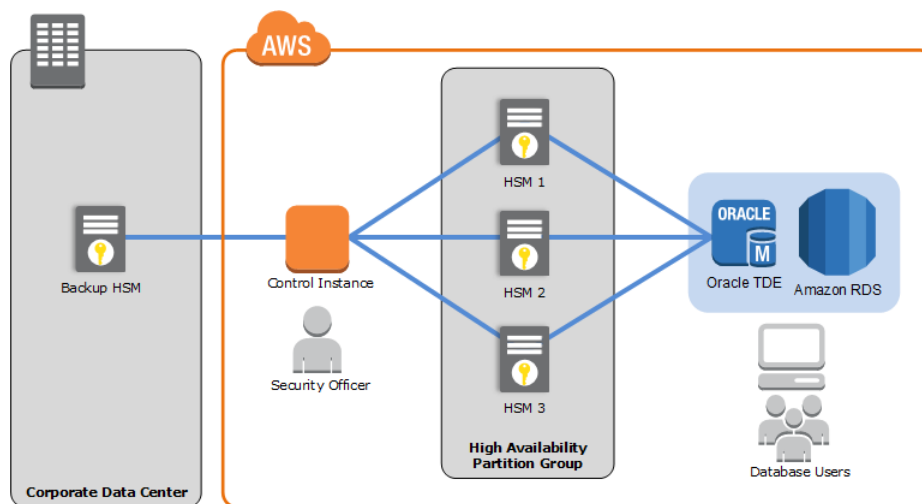 AWS
HSM 1
Backup HSM
Control Instance
HSM 2
ORACLE
M
Oracle TDE
Amazon RDS
Security Officer
HSM 3
High Availability
Partition Group
Database Users
Corporate Data Center